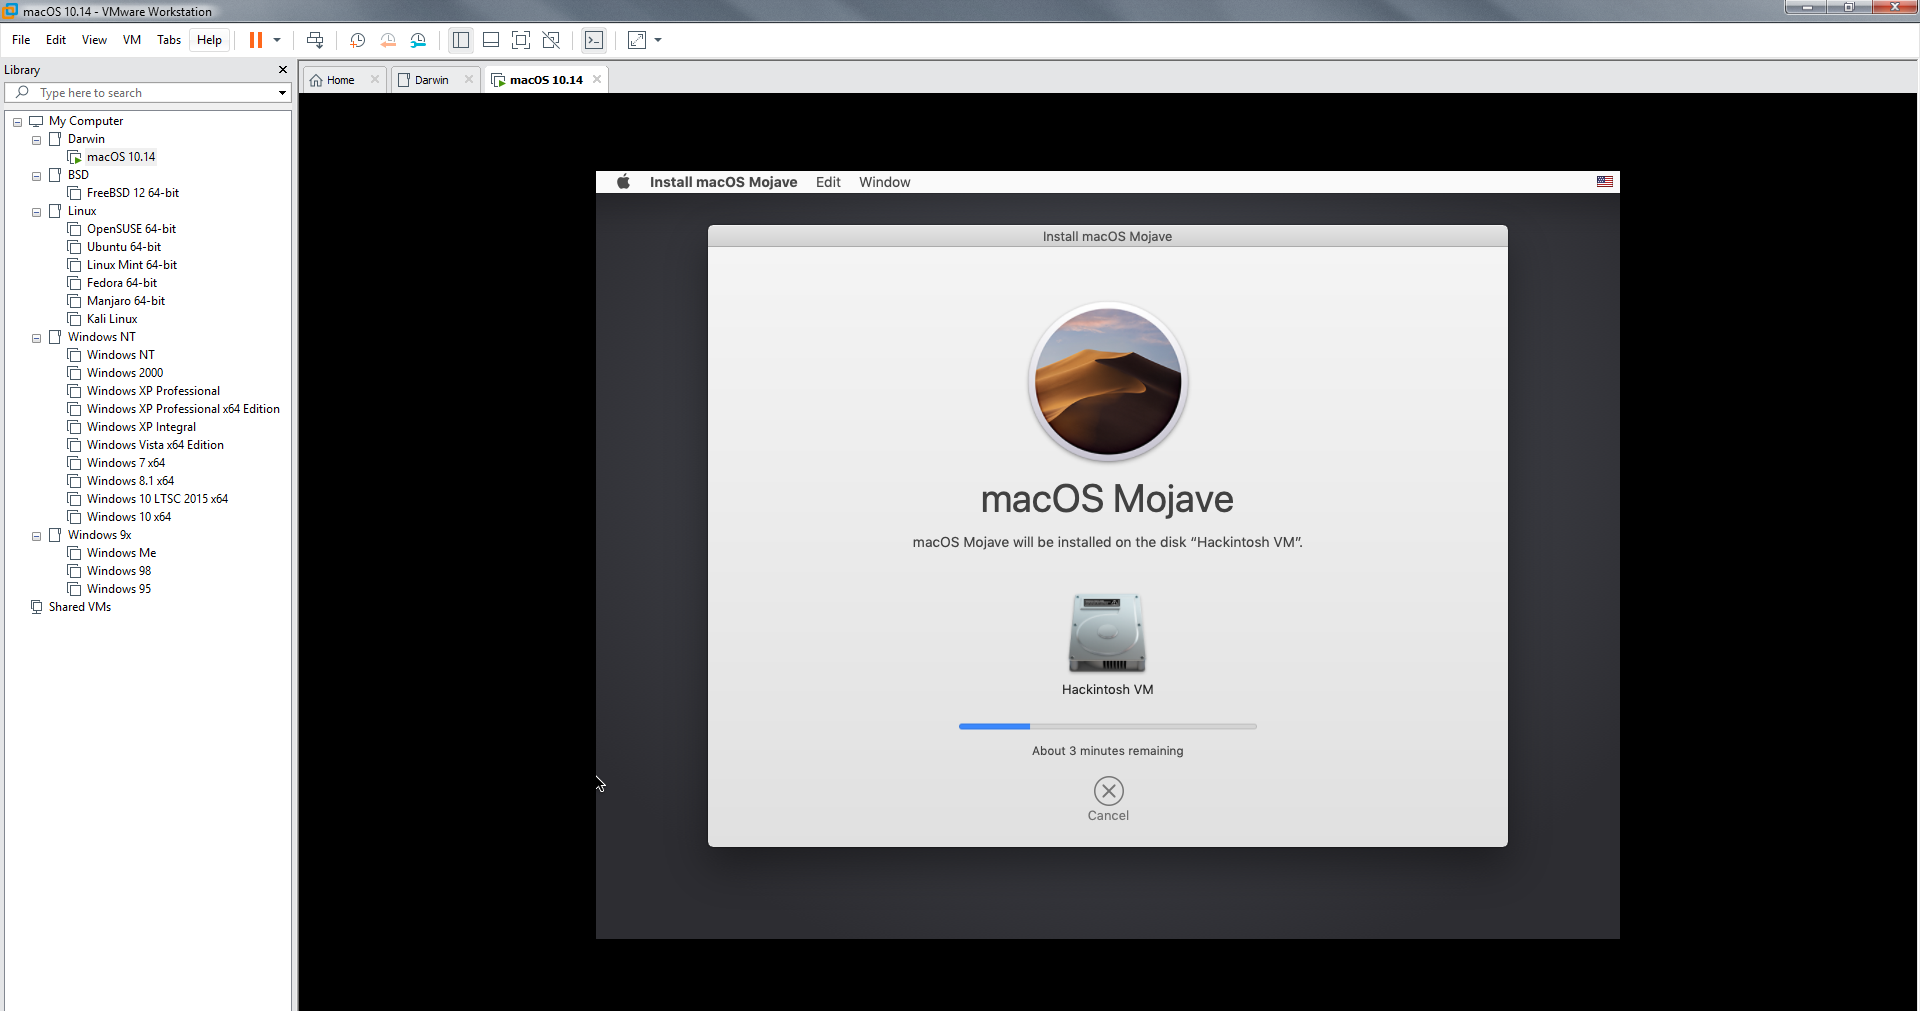 macOS 10.14 - VMware Workstation
File Edit View VM Tabs Help
Library
Type here to search
My Computer
Darwin
macOS 10.14
BSD
FreeBSD 12 64-bit
Linux
OpenSUSE 64-bit
Ubuntu 64-bit
Linux Mint 64-bit
Fedora 64-bit
Manjaro 64-bit
Kali Linux
Windows NT
Windows NT
Windows 2000
Windows XP Professional
Windows XP Professional x64 Edition
Windows XP Integral
Windows Vista x64 Edition
Windows 7 x64
Windows 8.1 x64
Windows 10 LTSC 2015 x64
Windows 10 x64
Windows 9x
Windows Me
Windows 98
Windows 95
Shared VMs
Home Darwin macOS 10.14
Install macOS Mojave Edit Window
Install macOS Mojave
macOS Mojave
macOS Mojave will be installed on the disk “Hackintosh VM”.
Hackintosh VM
About 3 minutes remaining
Cancel